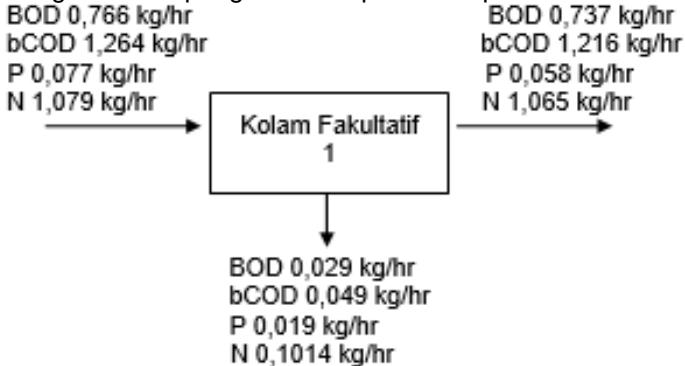 BOD 0,766 kg/hr
bCOD 1,264 kg/hr
P 0,077 kg/hr
N 1,079 kg/hr
BOD 0,737 kg/hr
bCOD 1,216 kg/hr
P 0,058 kg/hr
N 1,065 kg/hr
Kolam Fakultatif
1
BOD 0,029 kg/hr
bCOD 0,049 kg/hr
P 0,019 kg/hr
N 0,1014 kg/hr